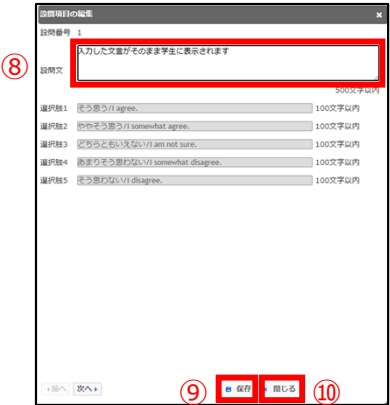 設問項目の編集 ×
設問番号 1
⑧
設問文 入力した文言がそのまま学生に表示されます
500文字以内
選択肢1 そう思う/I agree. 100文字以内
選択肢2 ややそう思う/I somewhat agree. 100文字以内
選択肢3 どちらともいえない/I am not sure. 100文字以内
選択肢4 あまりそう思わない/I somewhat disagree. 100文字以内
選択肢5 そう思わない/I disagree. 100文字以内
前へ 次へ ⑨ 保存 閉じる ⑩